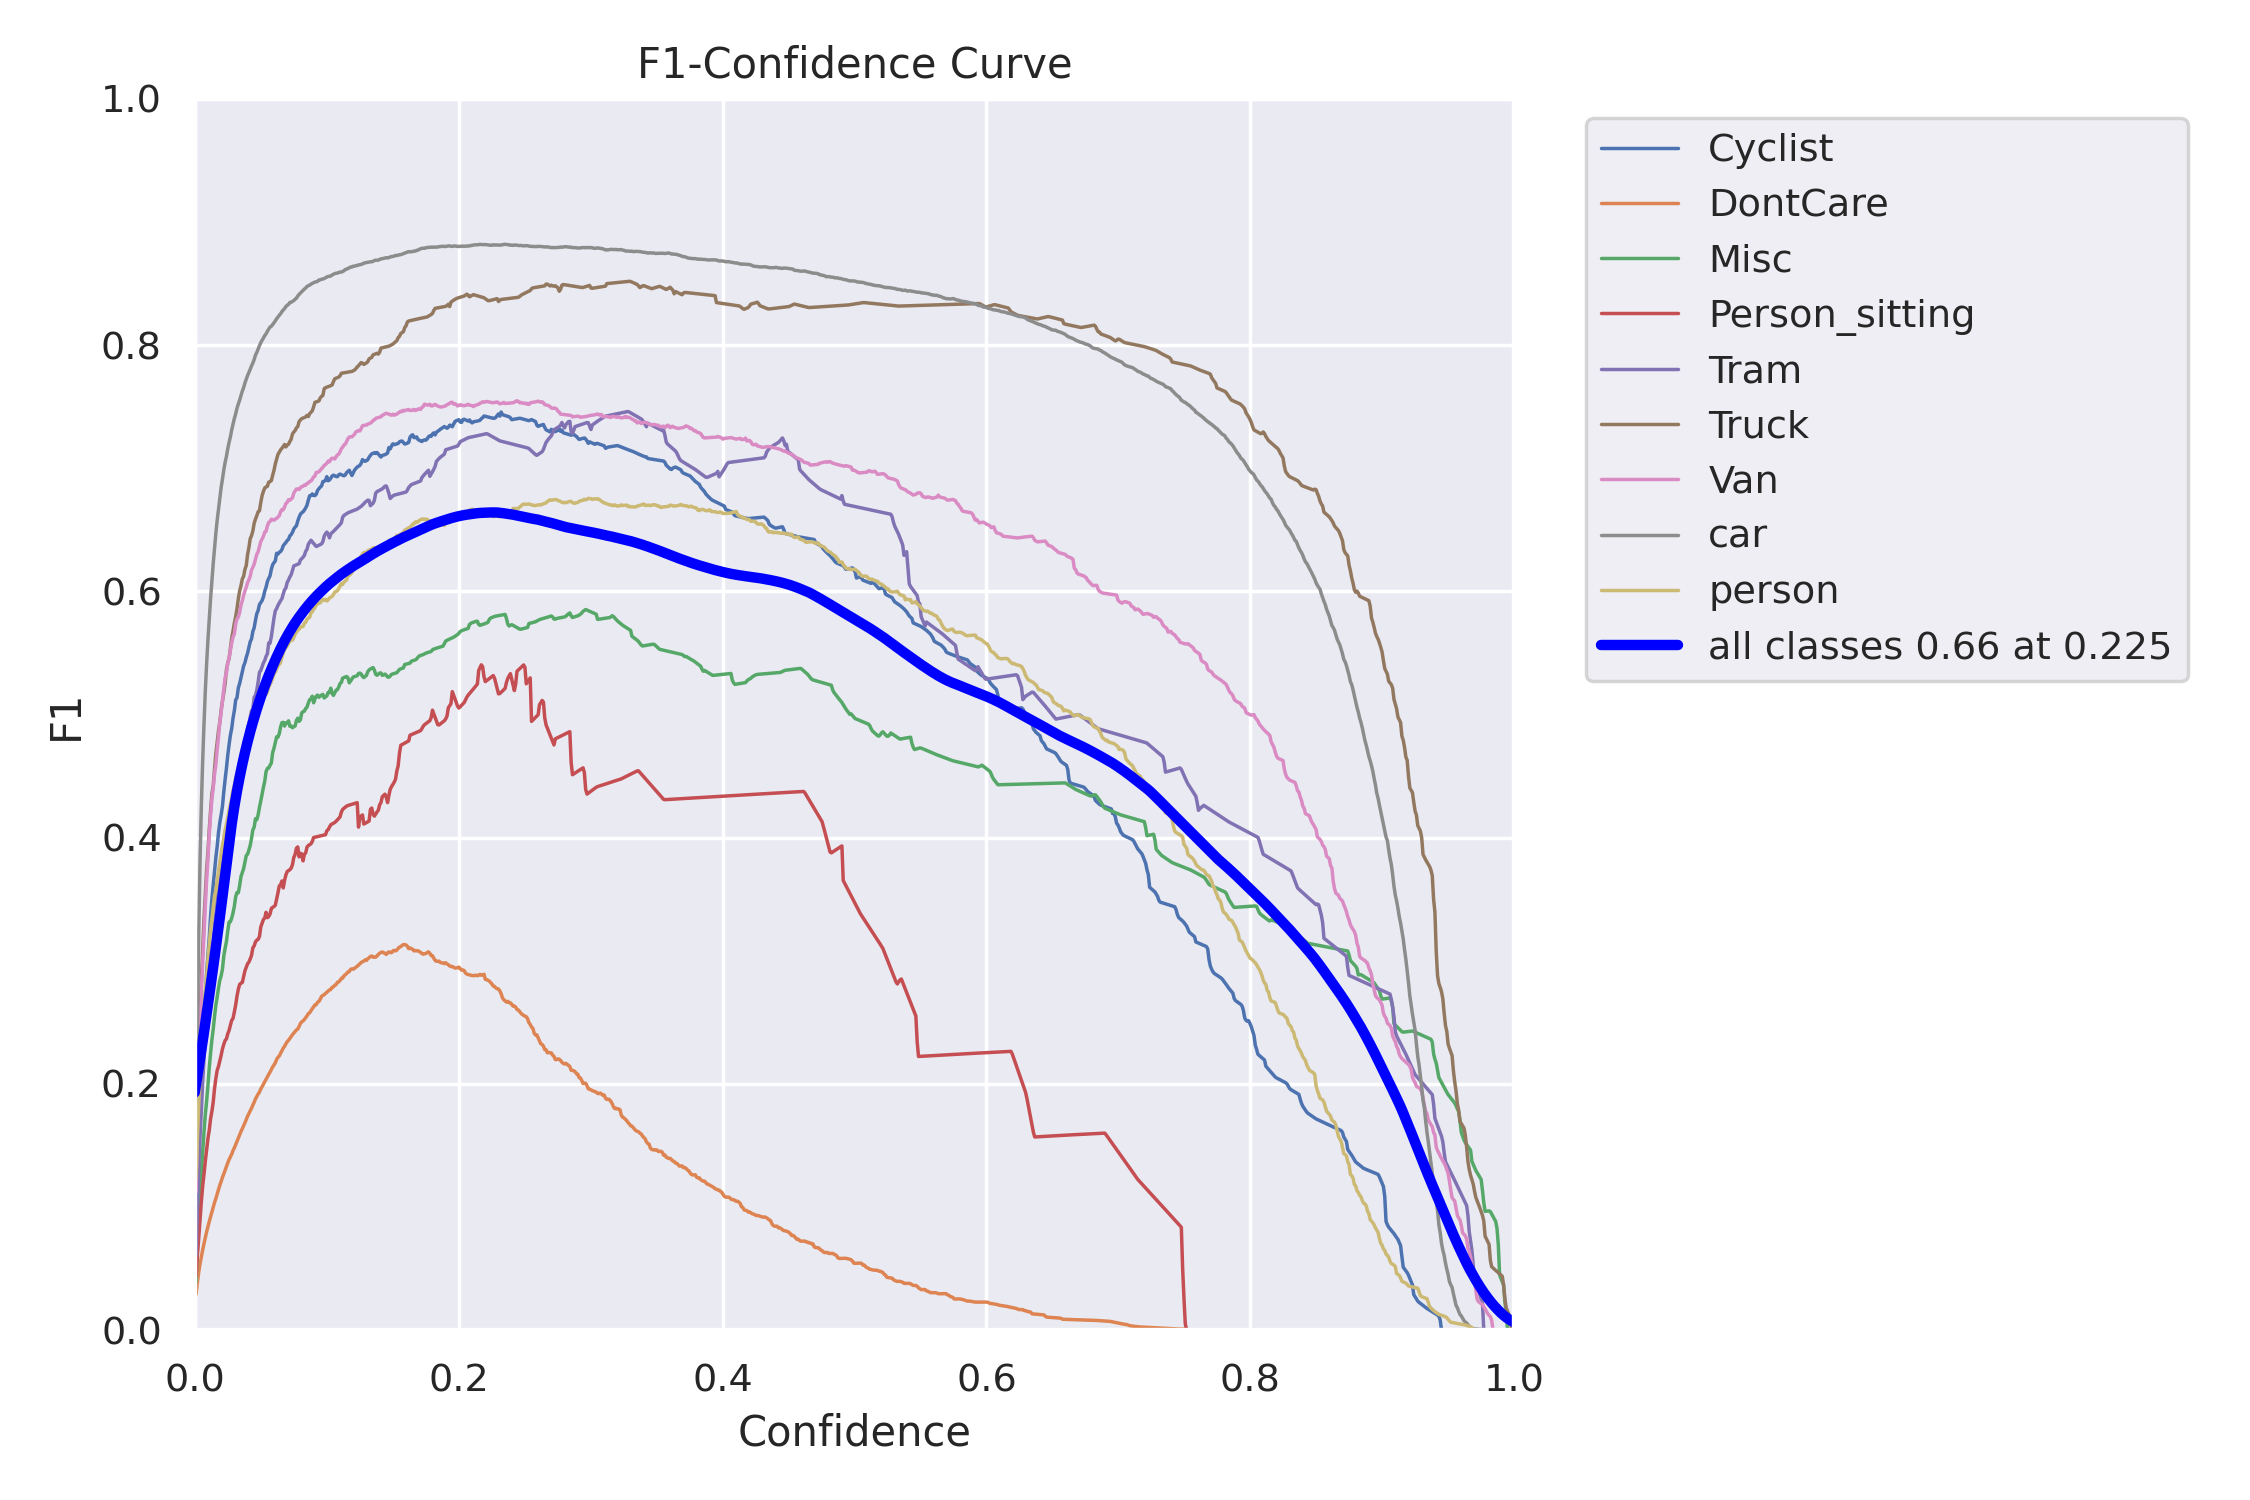 F1-Confidence Curve
1.0
0.8
0.6
0.4
0.2
0.0
F1
0.0 0.2 0.4 0.6 0.8 1.0
Confidence
Cyclist
DontCare
Misc
Person_sitting
Tram
Truck
Van
car
person
all classes 0.66 at 0.225